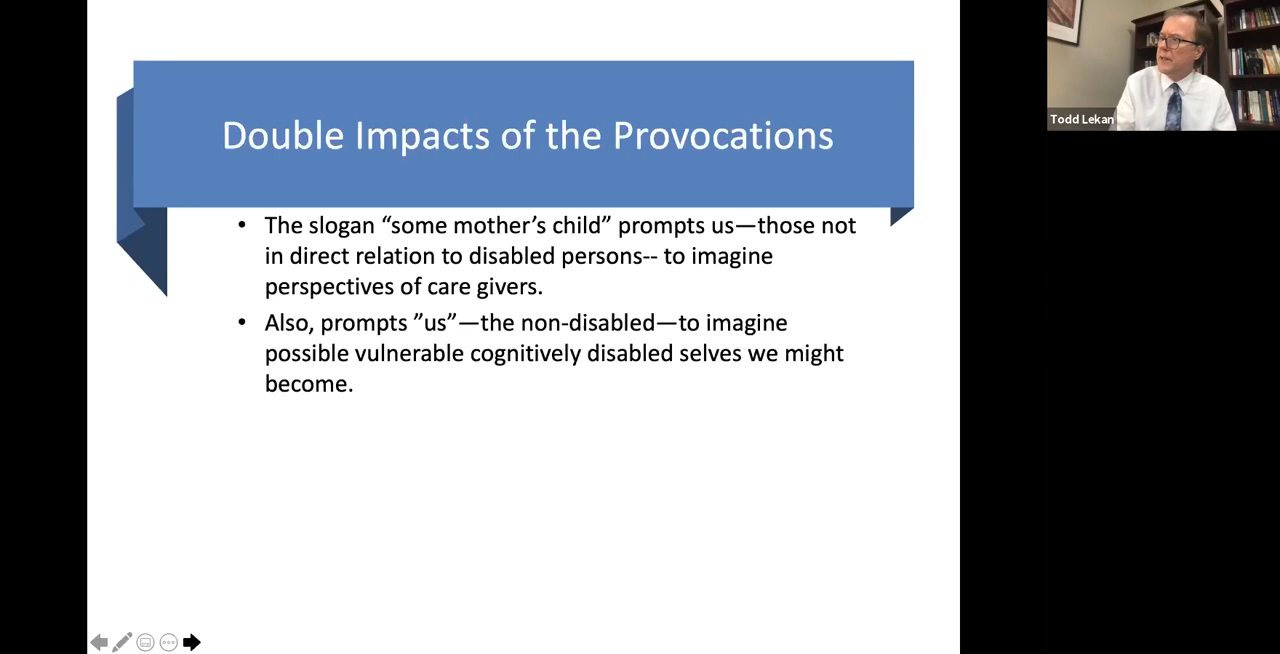 Double Impacts of the Provocations
• The slogan “some mother’s child” prompts us—those not
in direct relation to disabled persons-- to imagine
perspectives of care givers.
• Also, prompts ”us”—the non-disabled—to imagine
possible vulnerable cognitively disabled selves we might
become.
Todd Lekan